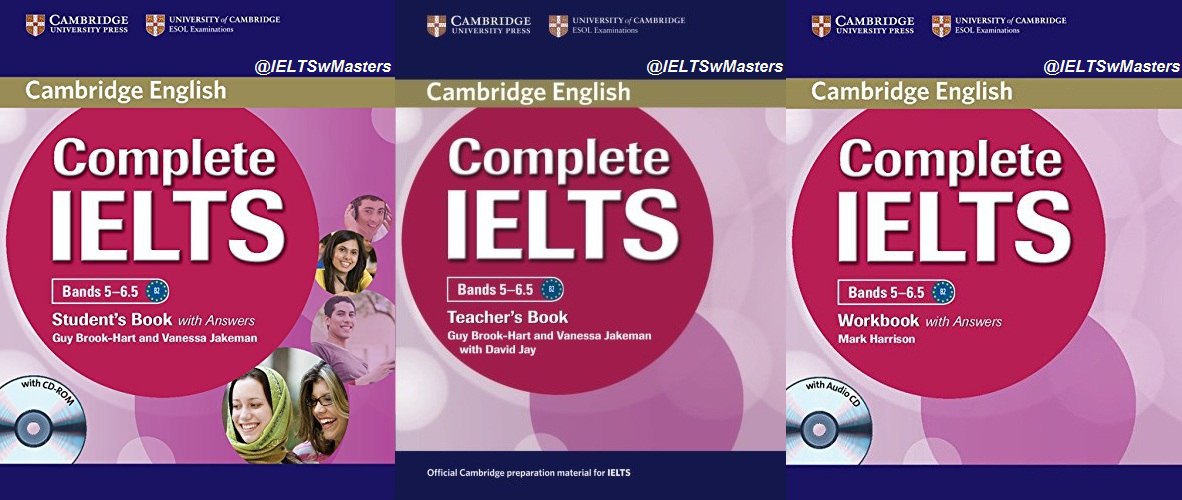 CAMBRIDGE
UNIVERSITY PRESS
UNIVERSITY of CAMBRIDGE
ESOL Examinations
@IELTSwMasters
Cambridge English
Complete
IELTS
Bands 5–6.5
B2
Student's Book with Answers
Guy Brook-Hart and Vanessa Jakeman
with CD-ROM
CAMBRIDGE
UNIVERSITY PRESS
UNIVERSITY of CAMBRIDGE
ESOL Examinations
@IELTSwMasters
Cambridge English
Complete
IELTS
Bands 5–6.5
B2
Teacher's Book
Guy Brook-Hart and Vanessa Jakeman
with David Jay
Official Cambridge preparation material for IELTS
CAMBRIDGE
UNIVERSITY PRESS
UNIVERSITY of CAMBRIDGE
ESOL Examinations
@IELTSwMasters
Cambridge English
Complete
IELTS
Bands 5–6.5
B2
Workbook with Answers
Mark Harrison
with Audio CD